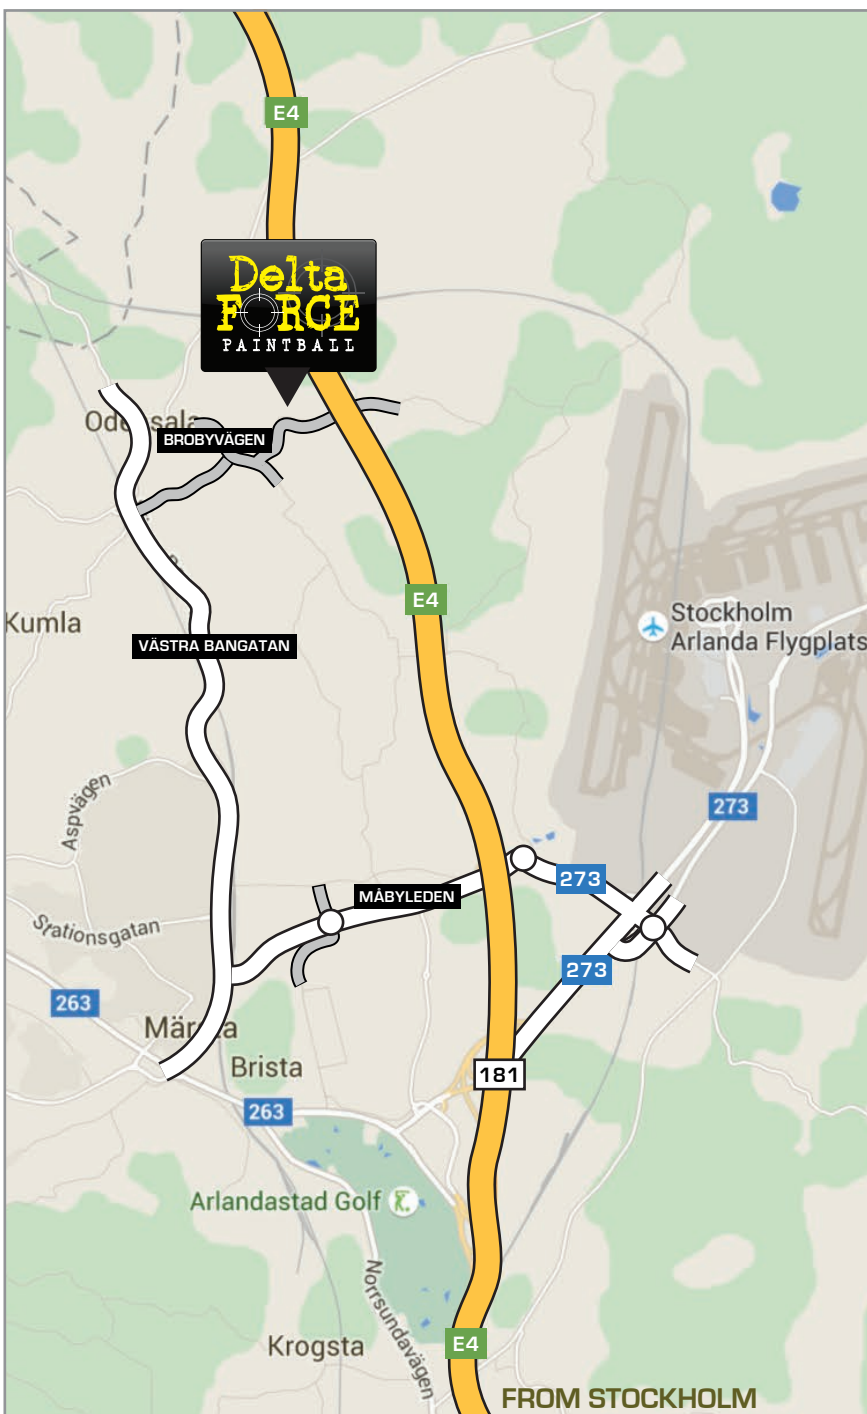 E4
Delta
FORCE
PAINTBALL
BROBYVÄGEN
E4
Stockholm
Arlanda Flygplats
Kumla
VÄSTRA BANGATAN
Aspvägen
273
273
MÅBYLEDEN
Stationsgatan
273
263
Brista
181
263
Arlandastad Golf
Norrsundavägen
E4
Krogsta
FROM STOCKHOLM